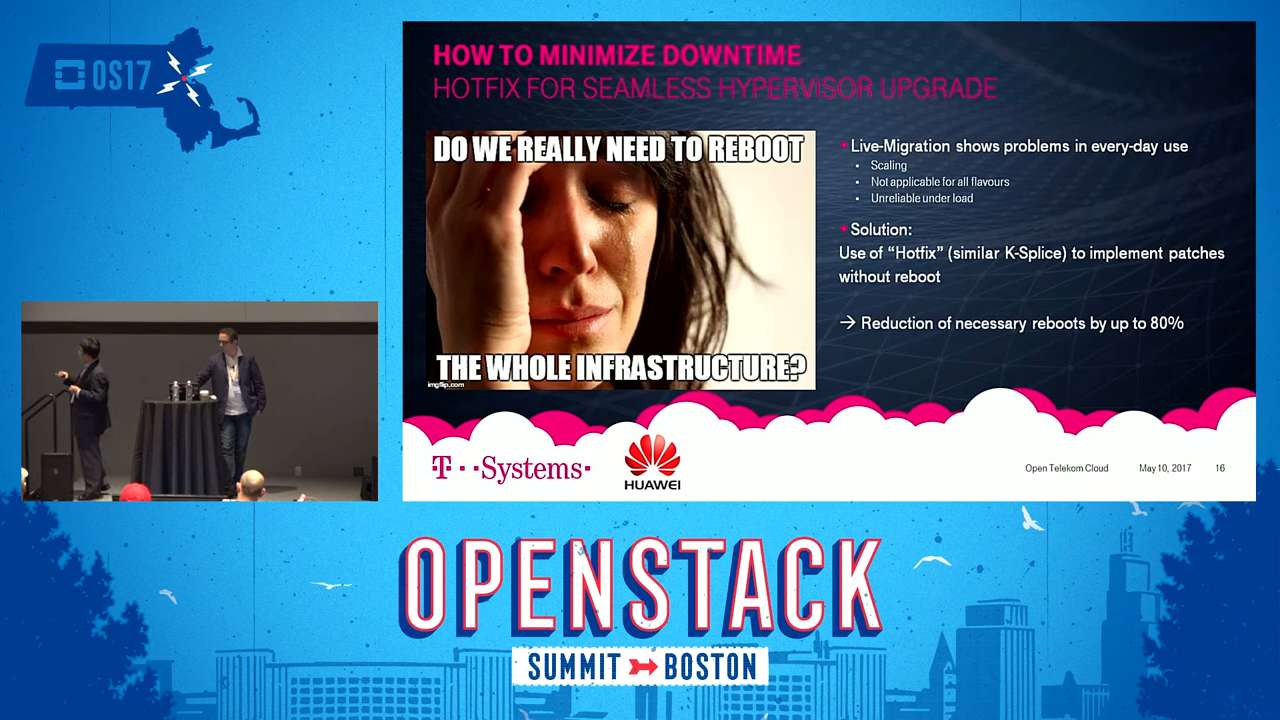 OS17
HOW TO MINIMIZE DOWNTIME
HOTFIX FOR SEAMLESS HYPERVISOR UPGRADE
DO WE REALLY NEED TO REBOOT
THE WHOLE INFRASTRUCTURE?
imgflip.com
Live-Migration shows problems in every-day use
Scaling
Not applicable for all flavours
Unreliable under load
Solution:
Use of “Hotfix” (similar K-Splice) to implement patches
without reboot
→ Reduction of necessary reboots by up to 80%
T··Systems·
HUAWEI
Open Telekom Cloud May 10, 2017 16
OPENSTACK
SUMMIT BOSTON